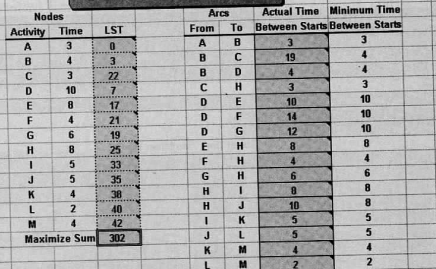 Nodes Arcs Actual Time Minimum Time
Activity Time LST From To Between Starts Between Starts
A 3 0 A B 3 3
B 4 3 B C 19 4
C 3 22 B D 4 4
D 10 7 C H 3 3
E 8 17 D E 10 10
F 4 21 D F 14 10
G 6 19 D G 12 10
H 8 25 E H 8 8
I 5 33 F H 4 4
J 5 35 G H 6 6
K 4 38 H I 8 8
L 2 40 H J 10 8
M 4 42 I K 5 5
Maximize Sum 302 J L 5 5
K M 4 4
L M 2 2